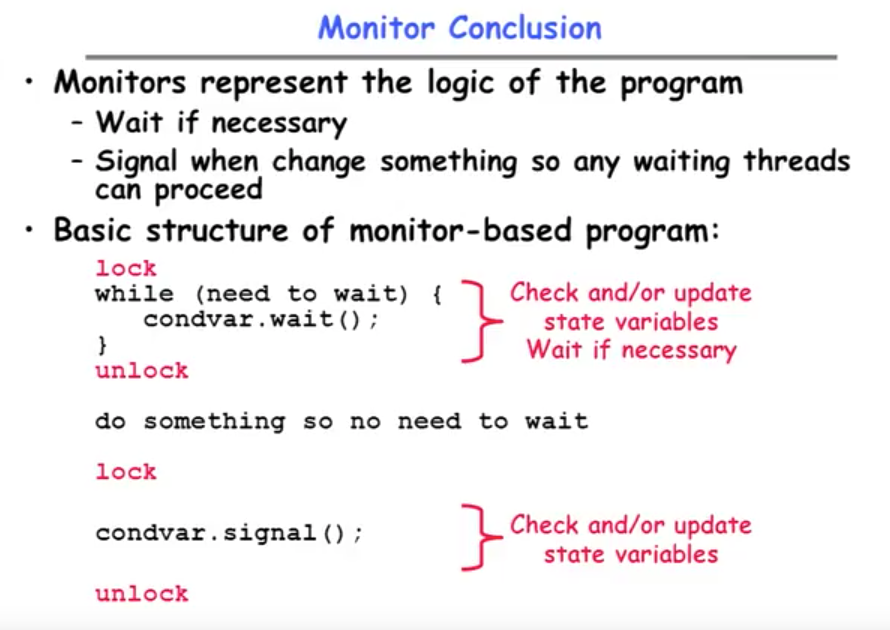 Monitor Conclusion
• Monitors represent the logic of the program
- Wait if necessary
- Signal when change something so any waiting threads
can proceed
• Basic structure of monitor-based program:
lock
while (need to wait) {
condvar.wait();
}
unlock
Check and/or update
state variables
Wait if necessary
do something so no need to wait
lock
condvar.signal();
Check and/or update
state variables
unlock